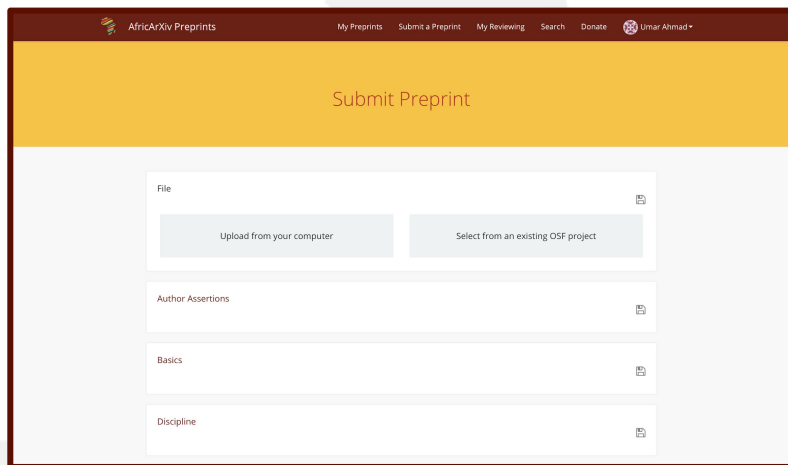 AfricArXiv Preprints My Preprints Submit a Preprint My Reviewing Search Donate Umar Ahmad
Submit Preprint
File
Upload from your computer Select from an existing OSF project
Author Assertions
Basics
Discipline